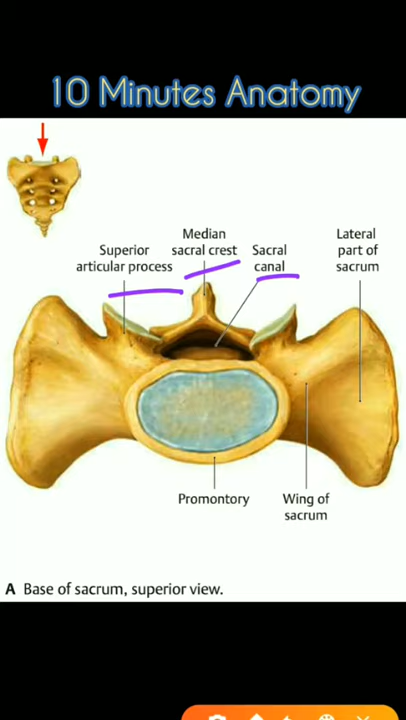 10 Minutes Anatomy
Median
sacral crest
Superior
articular process
Sacral
canal
Lateral
part of
sacrum
Promontory
Wing of
sacrum
A Base of sacrum, superior view.